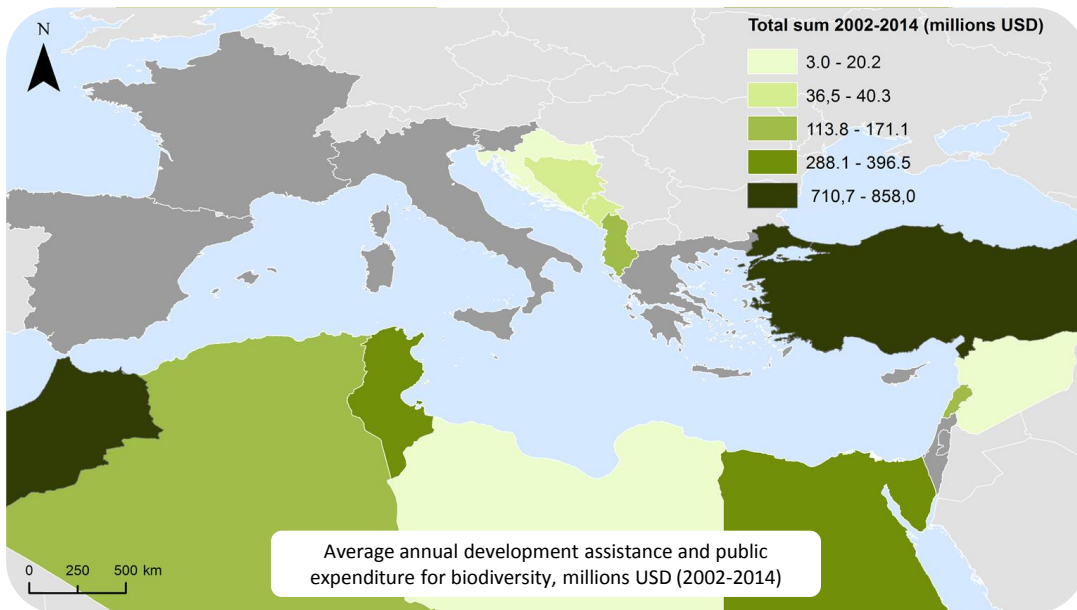 N
Total sum 2002-2014 (millions USD)
3.0 - 20.2
36,5 - 40.3
113.8 - 171.1
288.1 - 396.5
710,7 - 858,0
0 250 500 km
Average annual development assistance and public
expenditure for biodiversity, millions USD (2002-2014)